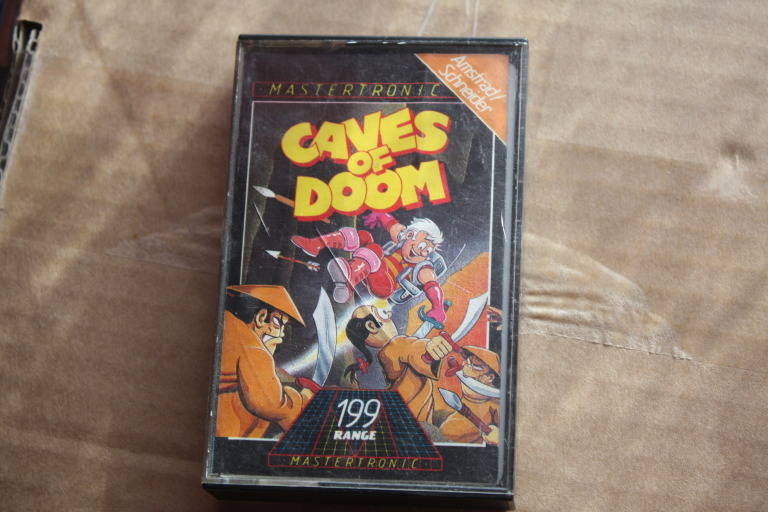 Amstrad/
Schneider
MASTERTRONIC
CAVES
OF
DOOM
199
RANGE
MASTERTRONIC